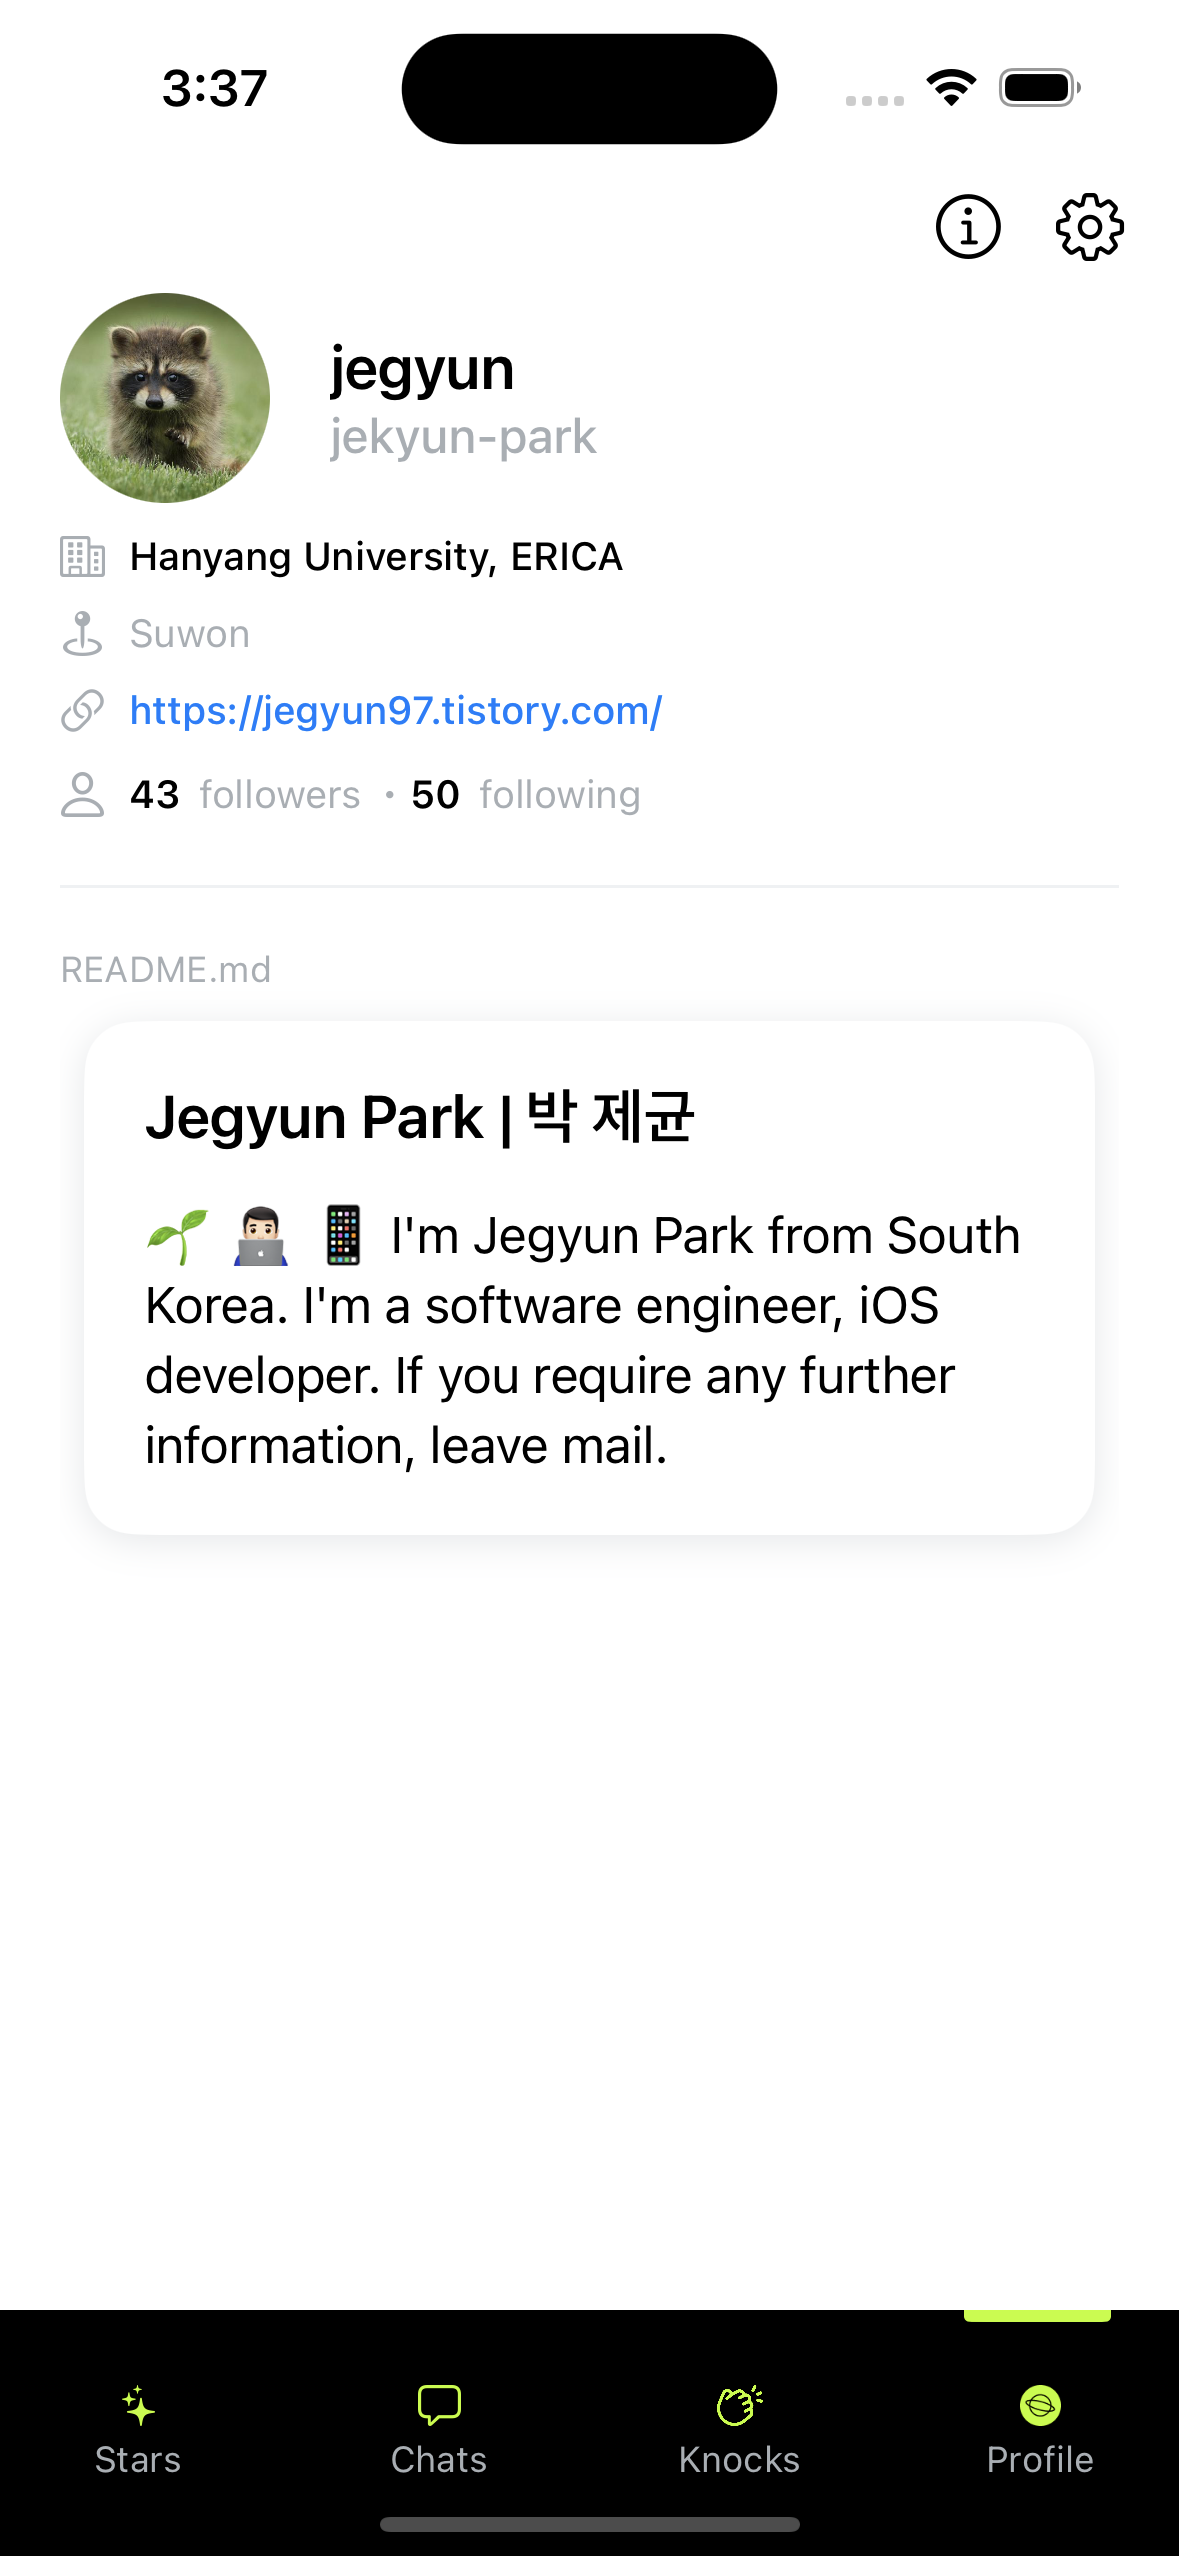 3:37
jegyun
jekyun-park
Hanyang University, ERICA
Suwon
https://jegyun97.tistory.com/
43 followers · 50 following
README.md
Jegyun Park | 박 제균
🌱 👨🏻‍💻 📱 I'm Jegyun Park from South
Korea. I'm a software engineer, iOS
developer. If you require any further
information, leave mail.
Stars
Chats
Knocks
Profile